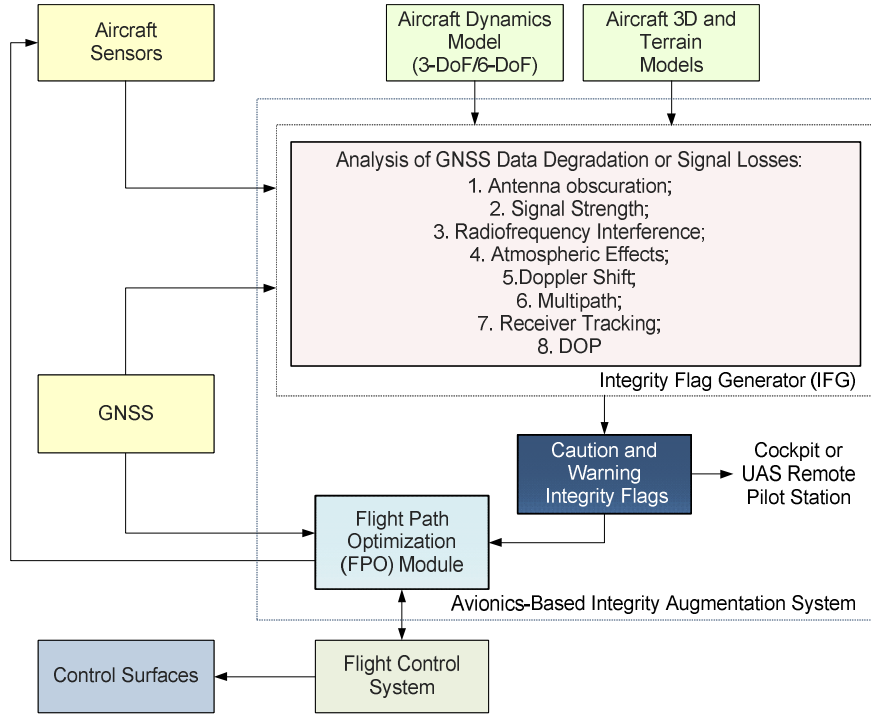 Aircraft
Sensors
Aircraft Dynamics
Model
(3-DoF/6-DoF)
Aircraft 3D and
Terrain
Models
Analysis of GNSS Data Degradation or Signal Losses:
1. Antenna obscuration;
2. Signal Strength;
3. Radiofrequency Interference;
4. Atmospheric Effects;
5.Doppler Shift;
6. Multipath;
7. Receiver Tracking;
8. DOP
Integrity Flag Generator (IFG)
GNSS
Caution and
Warning
Integrity Flags
Cockpit or
UAS Remote
Pilot Station
Flight Path
Optimization
(FPO) Module
Avionics-Based Integrity Augmentation System
Control Surfaces
Flight Control
System